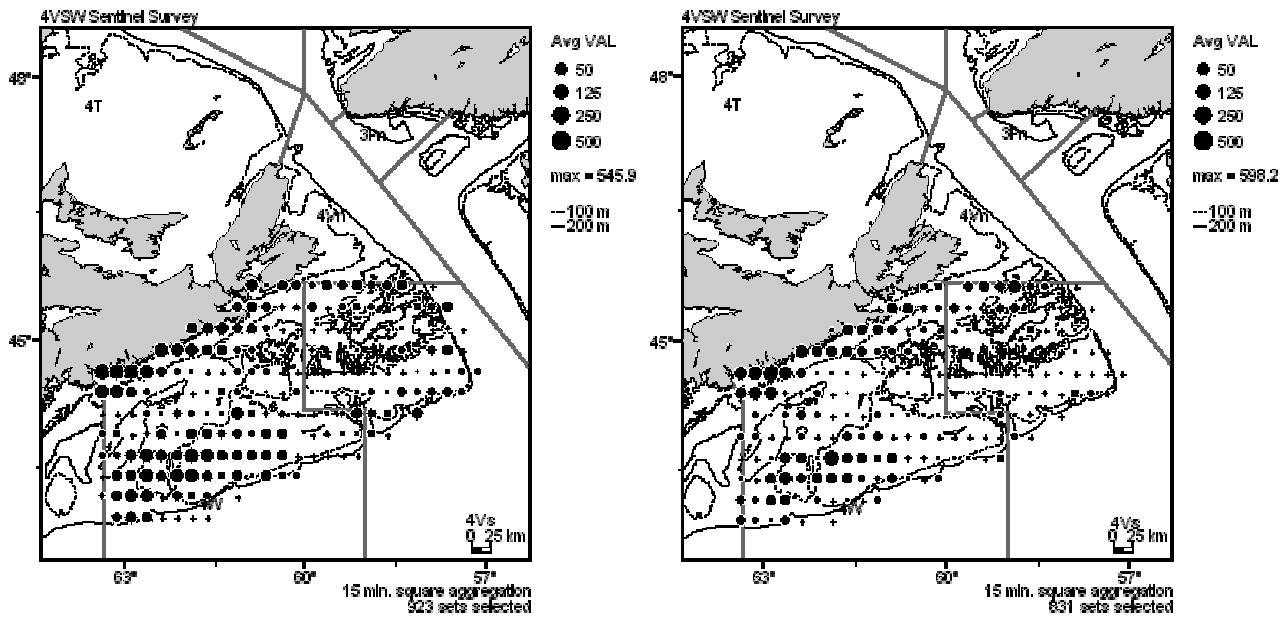 4VSW Sentinel Survey
Avg VAL
50
125
250
500
max = 545.9
--- 100 m
— 200 m
48°
45°
4T
3Pn
4Vn
4W
4Vs
0 25 km
63° 60° 57°
15 min. square aggregation
923 sets selected
4VSW Sentinel Survey
Avg VAL
50
125
250
500
max = 598.2
--- 100 m
— 200 m
48°
45°
4T
3Pn
4Vn
4W
4Vs
0 25 km
63° 60° 57°
15 min. square aggregation
831 sets selected